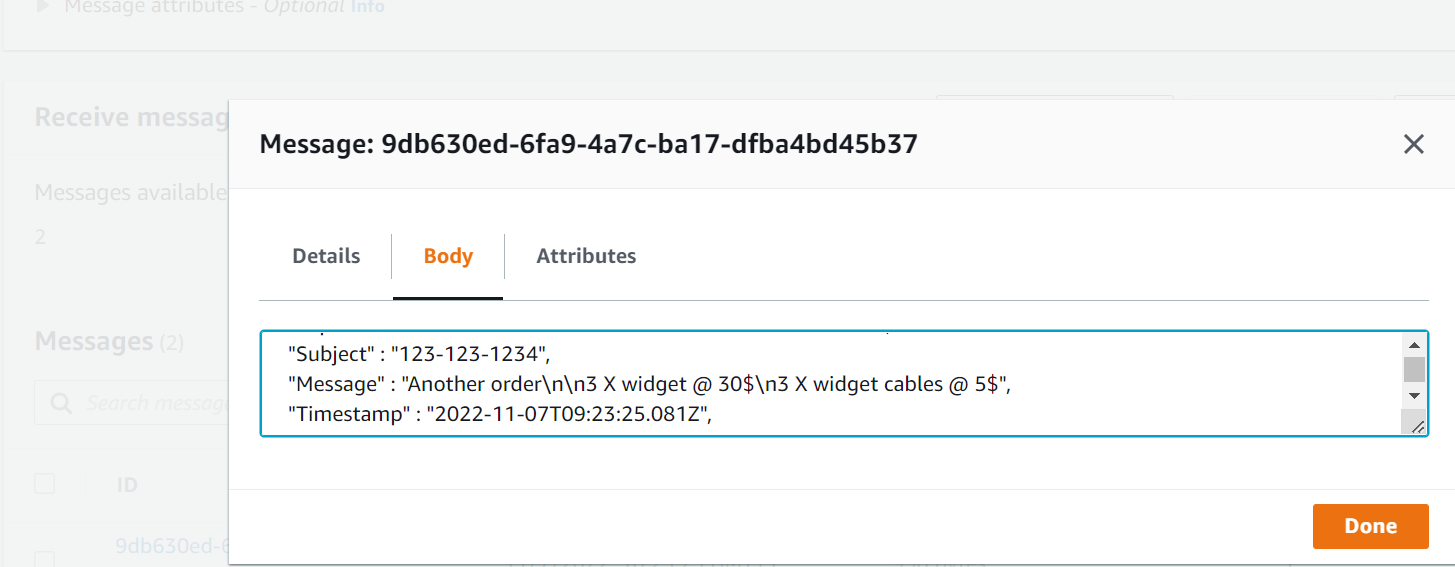 Message attributes - Optional Info
Receive messag
Messages available
2
Messages (2)
Search message
ID
9db630ed-6
Message: 9db630ed-6fa9-4a7c-ba17-dfba4bd45b37
Details
Body
Attributes
"Subject" : "123-123-1234",
"Message" : "Another order\n\n3 X widget @ 30$\n3 X widget cables @ 5$",
"Timestamp" : "2022-11-07T09:23:25.081Z",
Done